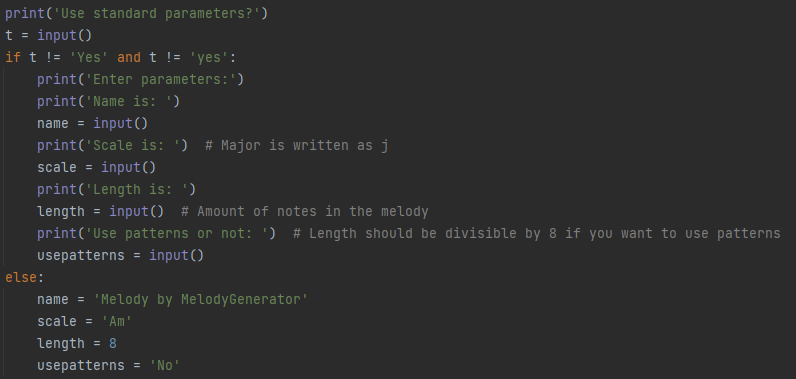 print('Use standard parameters?')
t = input()
if t != 'Yes' and t != 'yes':
    print('Enter parameters:')
    print('Name is: ')
    name = input()
    print('Scale is: ')  # Major is written as j
    scale = input()
    print('Length is: ')
    length = input()  # Amount of notes in the melody
    print('Use patterns or not: ')  # Length should be divisible by 8 if you want to use patterns
    usepatterns = input()
else:
    name = 'Melody by MelodyGenerator'
    scale = 'Am'
    length = 8
    usepatterns = 'No'